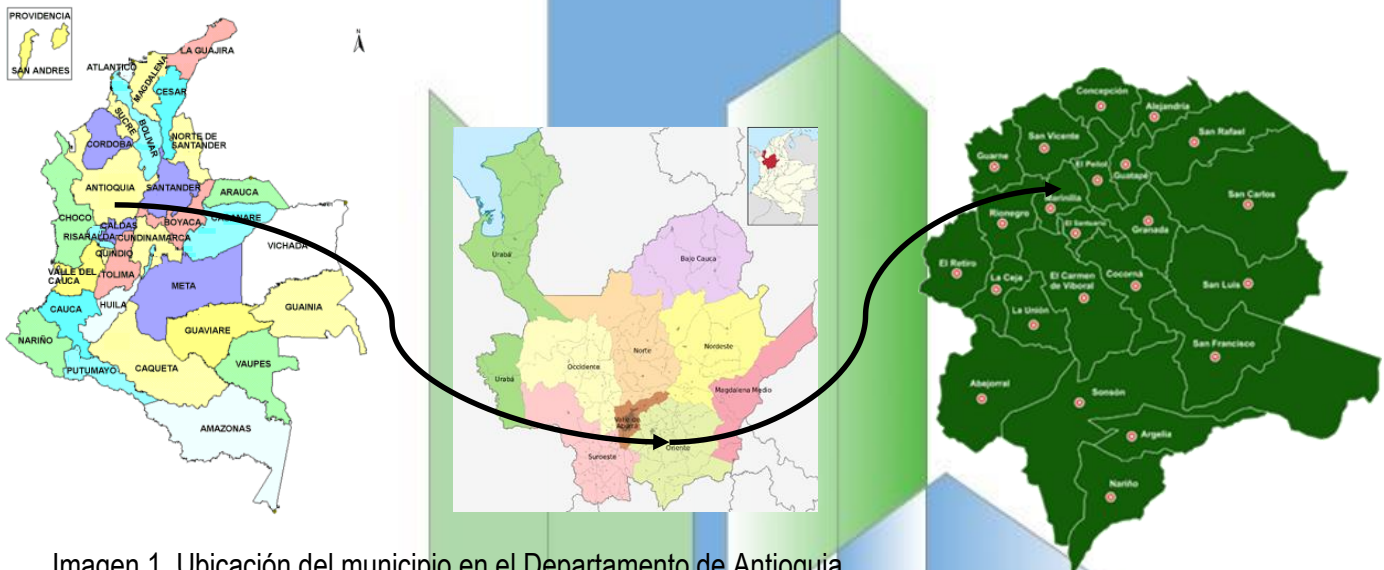 PROVIDENCIA
SAN ANDRES
N
LA GUAJIRA
ATLANTICO
MAGDALENA
CESAR
SUCRE
BOLIVAR
CORDOBA
NORTE DE
SANTANDER
ANTIOQUIA
SANTANDER
ARAUCA
CHOCO
CALDAS
BOYACA
CASANARE
RISARALDA
CUNDINAMARCA
VICHADA
QUINDIO
VALLE DEL
CAUCA
TOLIMA
META
HUILA
GUAINIA
CAUCA
GUAVIARE
NARIÑO
PUTUMAYO
CAQUETA
VAUPES
AMAZONAS
Urabá
Bajo Cauca
Norte
Nordeste
Occidente
Urabá
Magdalena Medio
Valle de
Aburrá
Suroeste
Oriente
Concepción
Alejandría
San Vicente
San Rafael
Guarne
El Peñol
Guatapé
San Carlos
Marinilla
Rionegro
El Santuario
Granada
El Retiro
La Ceja
El Carmen
de Viboral
Cocorná
San Luis
La Unión
San Francisco
Abejorral
Sonsón
Argelia
Nariño
Imagen 1. Ubicación del municipio en el Departamento de Antioquia